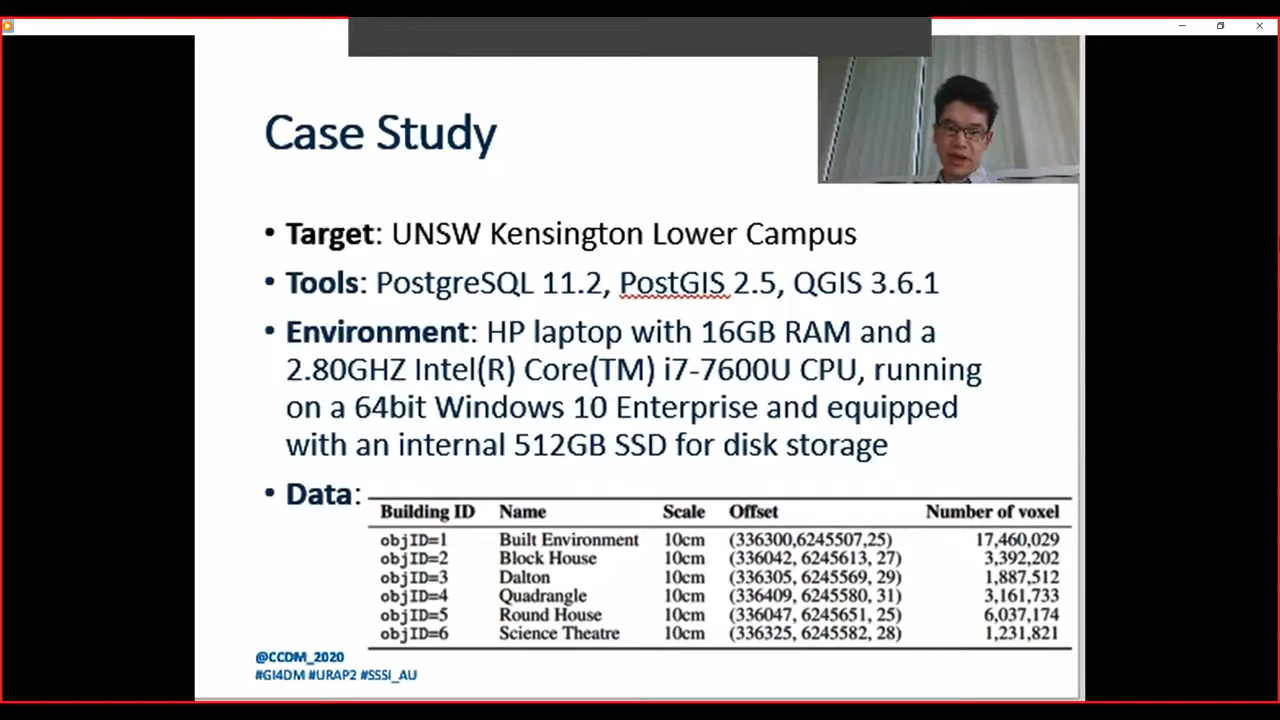 Case Study
• Target: UNSW Kensington Lower Campus
• Tools: PostgreSQL 11.2, PostGIS 2.5, QGIS 3.6.1
• Environment: HP laptop with 16GB RAM and a
2.80GHZ Intel(R) Core(TM) i7-7600U CPU, running
on a 64bit Windows 10 Enterprise and equipped
with an internal 512GB SSD for disk storage
• Data:
Building ID Name Scale Offset Number of voxel
objID=1 Built Environment 10cm (336300,6245507,25) 17,460,029
objID=2 Block House 10cm (336042, 6245613, 27) 3,392,202
objID=3 Dalton 10cm (336305, 6245569, 29) 1,887,512
objID=4 Quadrangle 10cm (336409, 6245580, 31) 3,161,733
objID=5 Round House 10cm (336047, 6245651, 25) 6,037,174
objID=6 Science Theatre 10cm (336325, 6245582, 28) 1,231,821
@CCDM_2020
#GI4DM #URAP2 #SSSI_AU